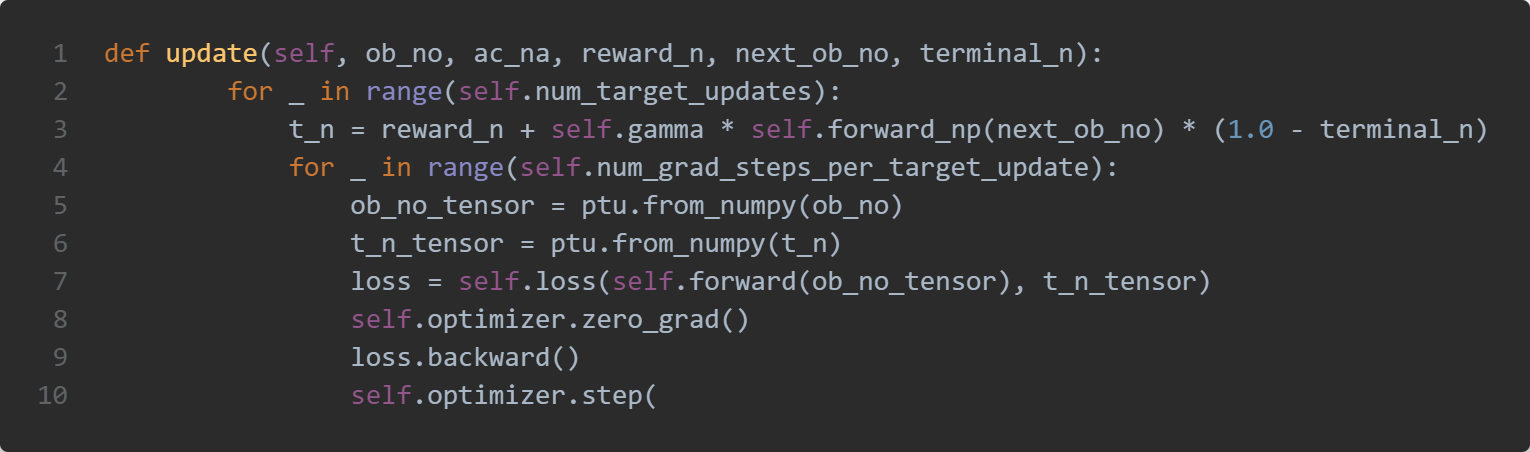 1 def update(self, ob_no, ac_na, reward_n, next_ob_no, terminal_n):
2         for _ in range(self.num_target_updates):
3             t_n = reward_n + self.gamma * self.forward_np(next_ob_no) * (1.0 - terminal_n)
4             for _ in range(self.num_grad_steps_per_target_update):
5                 ob_no_tensor = ptu.from_numpy(ob_no)
6                 t_n_tensor = ptu.from_numpy(t_n)
7                 loss = self.loss(self.forward(ob_no_tensor), t_n_tensor)
8                 self.optimizer.zero_grad()
9                 loss.backward()
10                 self.optimizer.step(